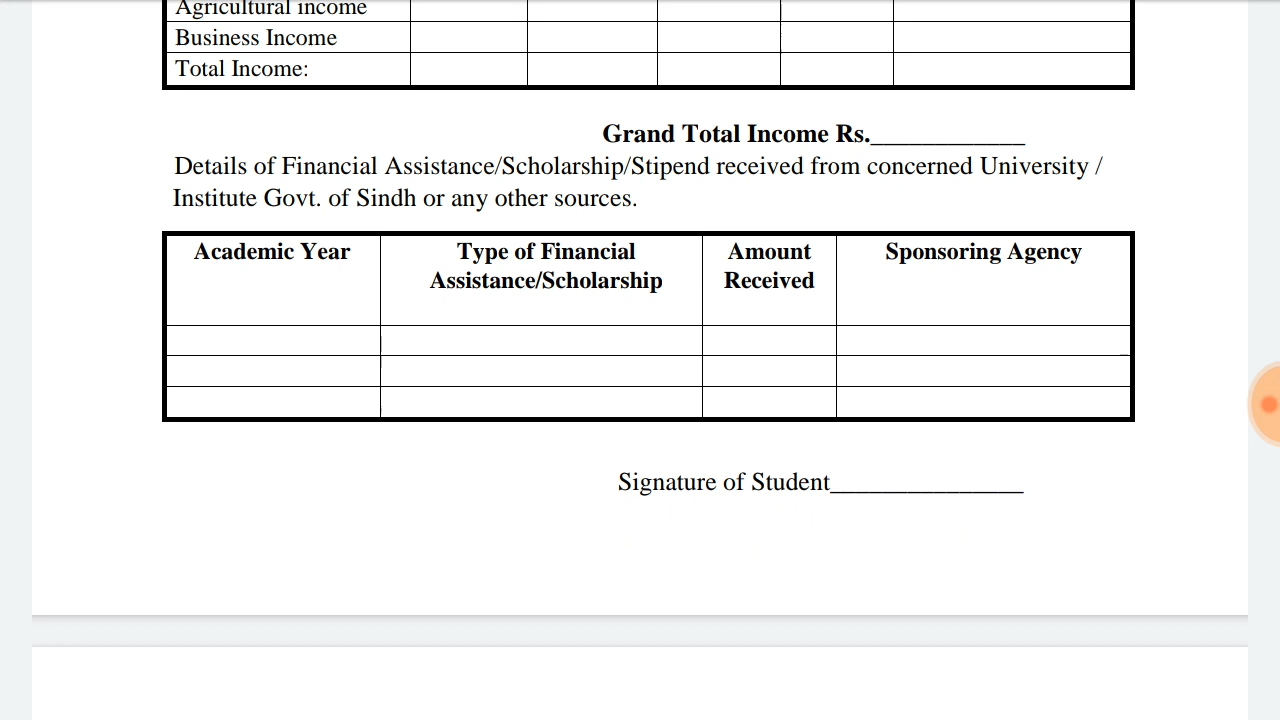 Agricultural income
Business Income
Total Income:
Grand Total Income Rs.____________
Details of Financial Assistance/Scholarship/Stipend received from concerned University /
Institute Govt. of Sindh or any other sources.
Academic Year
Type of Financial
Assistance/Scholarship
Amount
Received
Sponsoring Agency
Signature of Student_______________